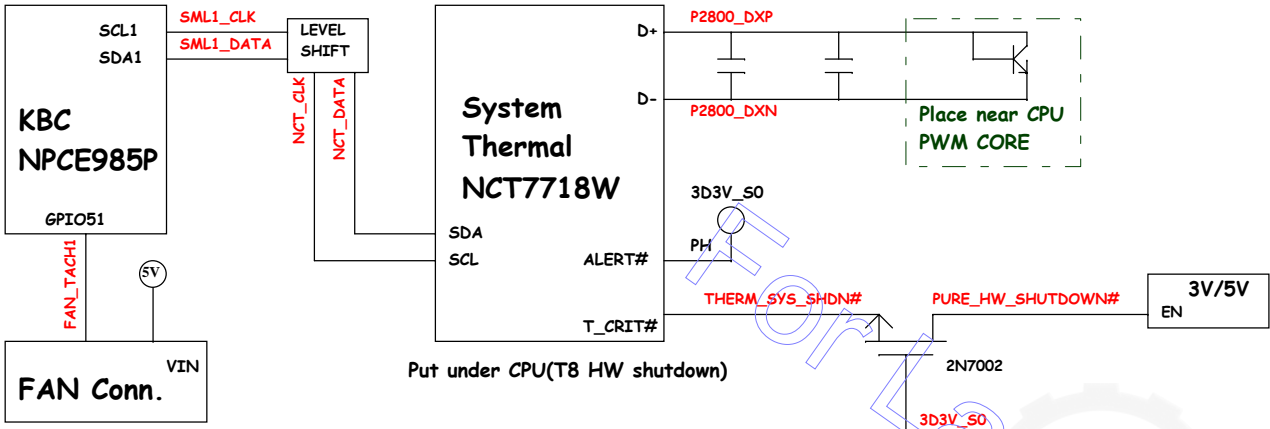 SML1_CLK
SML1_DATA
SCL1
SDA1
LEVEL
SHIFT
KBC
NPCE985P
GPIO51
NCT_CLK
NCT_DATA
System
Thermal
NCT7718W
D+
D-
P2800_DXP
P2800_DXN
Place near CPU
PWM CORE
3D3V_S0
PH
SDA
SCL
ALERT#
T_CRIT#
THERM_SYS_SHDN#
PURE_HW_SHUTDOWN#
3V/5V
EN
2N7002
3D3V_S0
FAN_TACH1
5V
VIN
FAN Conn.
Put under CPU(T8 HW shutdown)
For